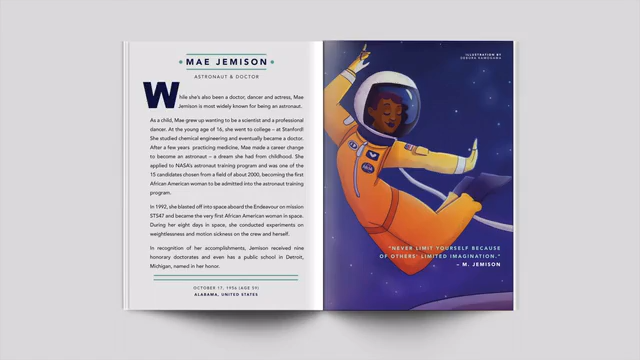 MAE JEMISON
ASTRONAUT & DOCTOR
While she's also been a doctor, dancer and actress, Mae
Jemison is most widely known for being an astronaut.
As a child, Mae grew up wanting to be a scientist and a professional
dancer. At the young age of 16, she went to college – at Stanford!
She studied chemical engineering and eventually became a doctor.
After a few years practicing medicine, Mae made a career change
to become an astronaut – a dream she had from childhood. She
applied to NASA's astronaut training program and was one of the
15 candidates chosen from a field of about 2000, becoming the first
African American woman to be admitted into the astronaut training
program.
In 1992, she blasted off into space aboard the Endeavour on mission
STS47 and became the very first African American woman in space.
During her eight days in space, she conducted experiments on
weightlessness and motion sickness on the crew and herself.
In recognition of her accomplishments, Jemison received nine
honorary doctorates and even has a public school in Detroit,
Michigan, named in her honor.
OCTOBER 17, 1956 (AGE 59)
ALABAMA, UNITED STATES
ILLUSTRATION BY
"NEVER LIMIT YOURSELF BECAUSE
OF OTHERS' LIMITED IMAGINATION."
– M. JEMISON